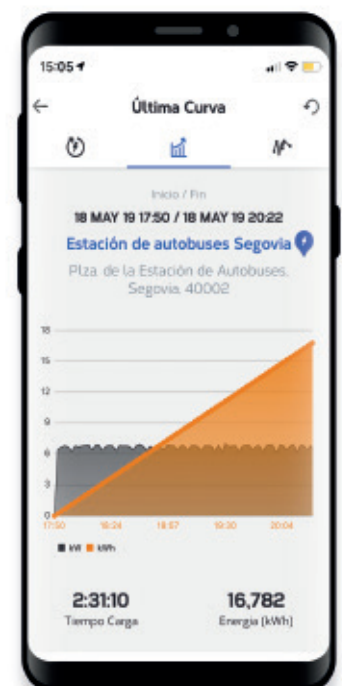 15:05
Última Curva
Inicio / Fin
18 MAY 19 17:50 / 18 MAY 19 20:22
Estación de autobuses Segovia
Plza. de la Estación de Autobuses,
Segovia, 40002
18
15
12
9
6
3
0
17:50 18:24 18:57 19:30 20:04
kW kWh
2:31:10 16,782
Tiempo Carga Energia (kWh)